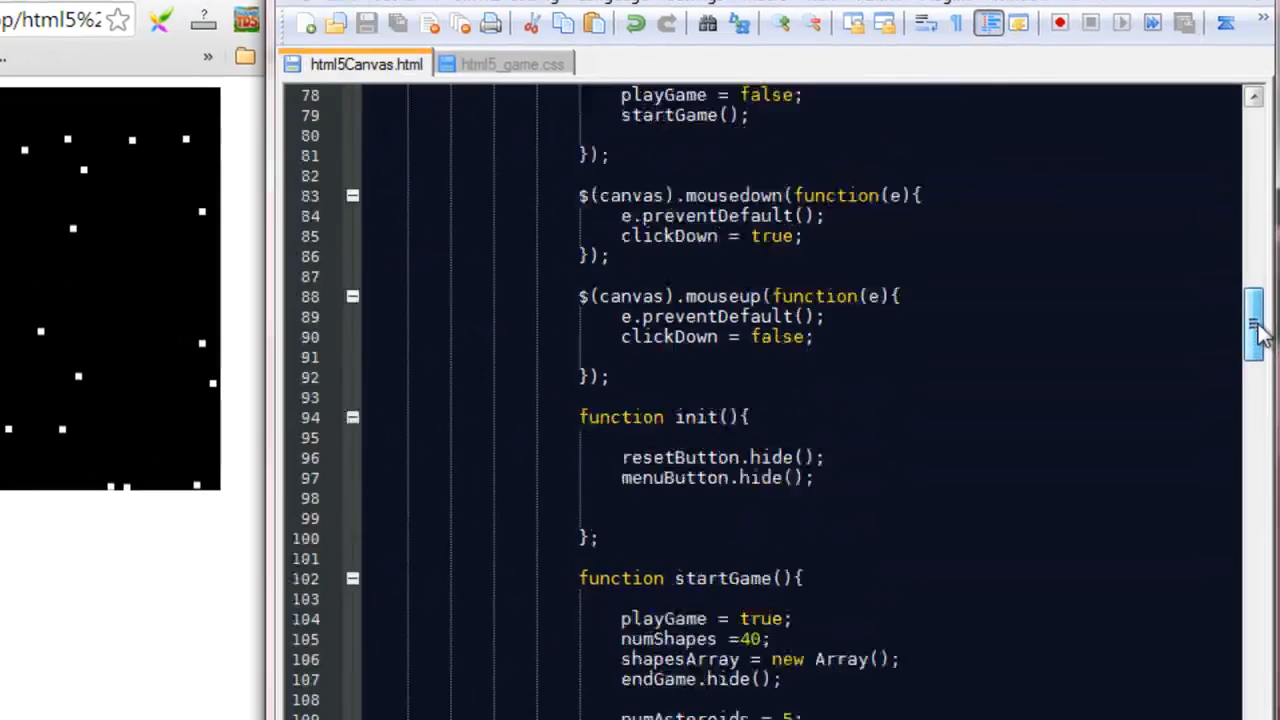 p/html5%2
html5Canvas.html html5_game.css
78 playGame = false;
79 startGame();
80
81 });
82
83 $(canvas).mousedown(function(e){
84 e.preventDefault();
85 clickDown = true;
86 });
87
88 $(canvas).mouseup(function(e){
89 e.preventDefault();
90 clickDown = false;
91
92 });
93
94 function init(){
95
96 resetButton.hide();
97 menuButton.hide();
98
99
100 };
101
102 function startGame(){
103
104 playGame = true;
105 numShapes =40;
106 shapesArray = new Array();
107 endGame.hide();
108
109 numAsteroids = 5;